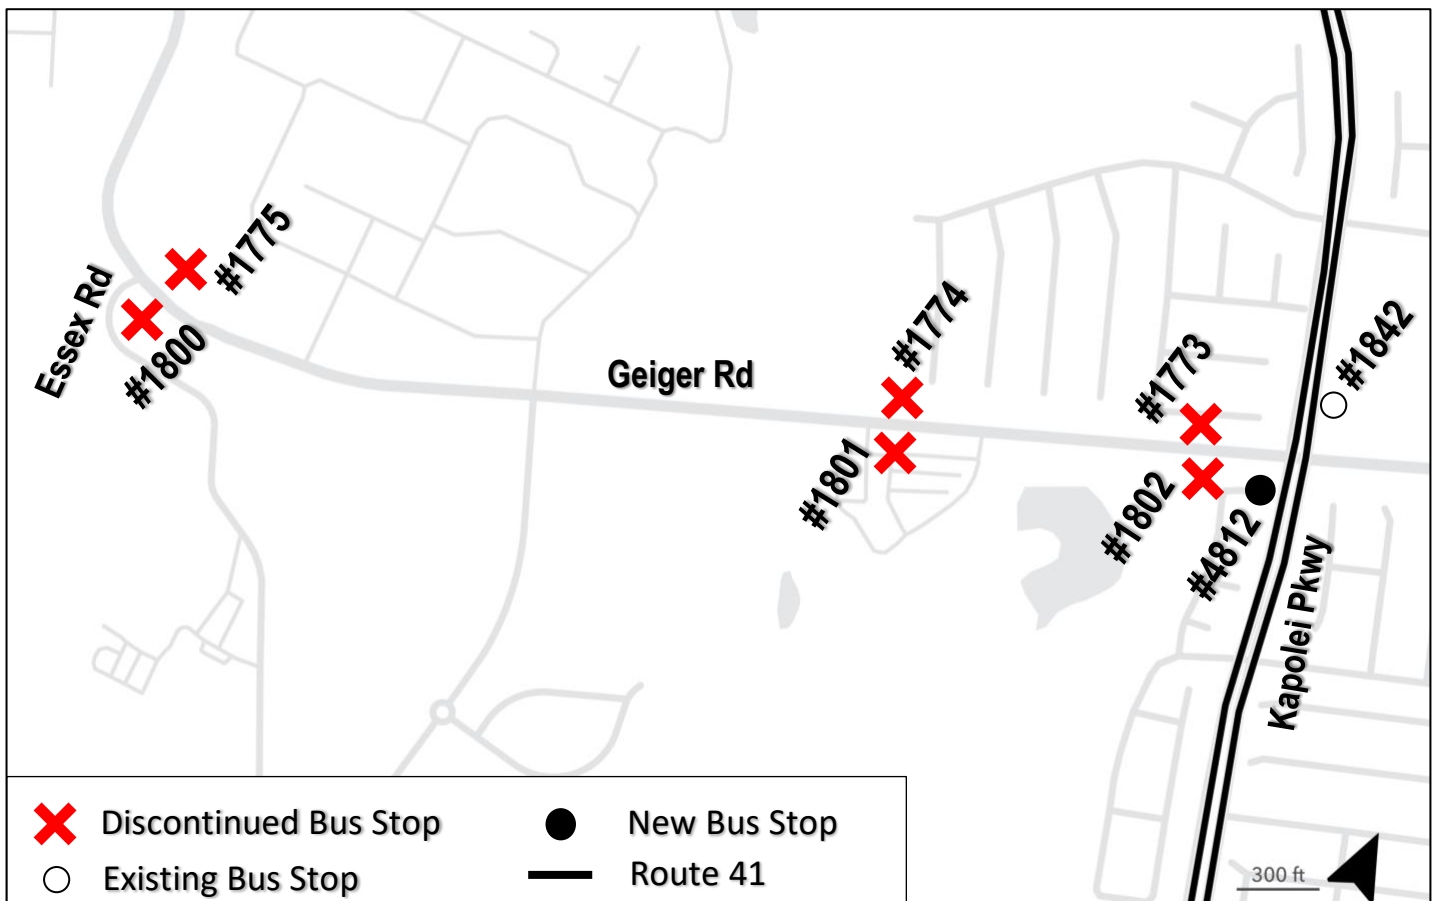 #1775
Essex Rd
#1800
#1774
Geiger Rd
#1773
#1842
#1801
#1802
#4812
Kapolei Pkwy
Discontinued Bus Stop
New Bus Stop
Existing Bus Stop
Route 41
300 ft